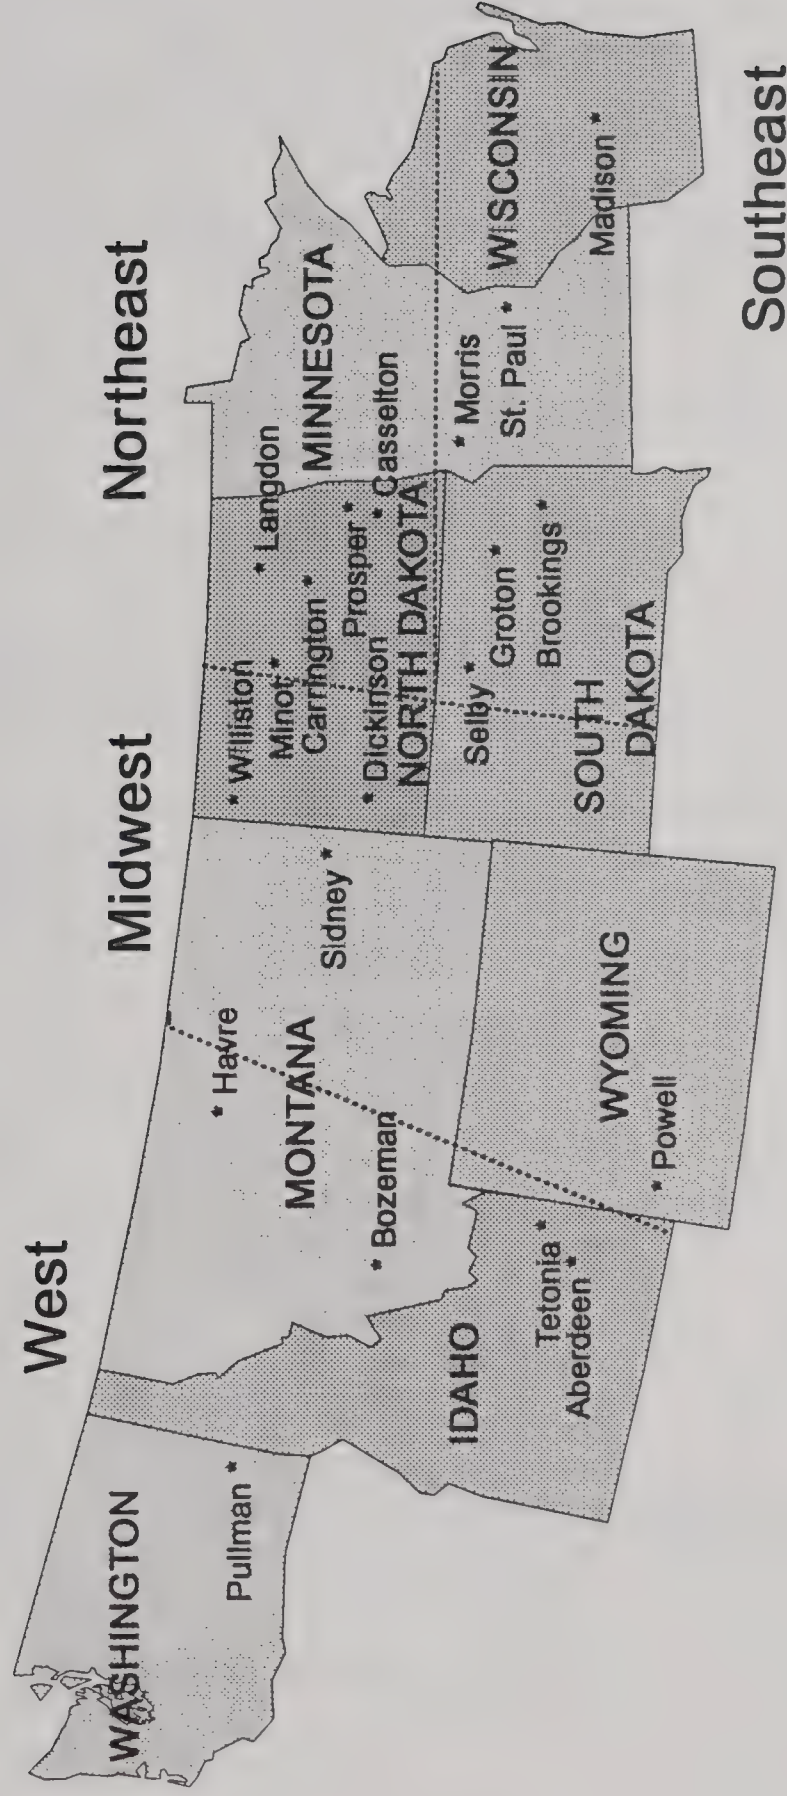 West
Midwest
Northeast
Southeast
WASHINGTON
Pullman *
IDAHO
Tetonia *
Aberdeen *
MONTANA
* Havre
Sidney *
* Bozeman
WYOMING
* Powell
* Williston
Minot *
Carrington *
* Langdon
Prosper *
* Dickinson
* Casselton
NORTH DAKOTA
Selby *
Groton *
Brookings *
SOUTH
DAKOTA
MINNESOTA
* Morris
St. Paul *
WISCONSIN
Madison *